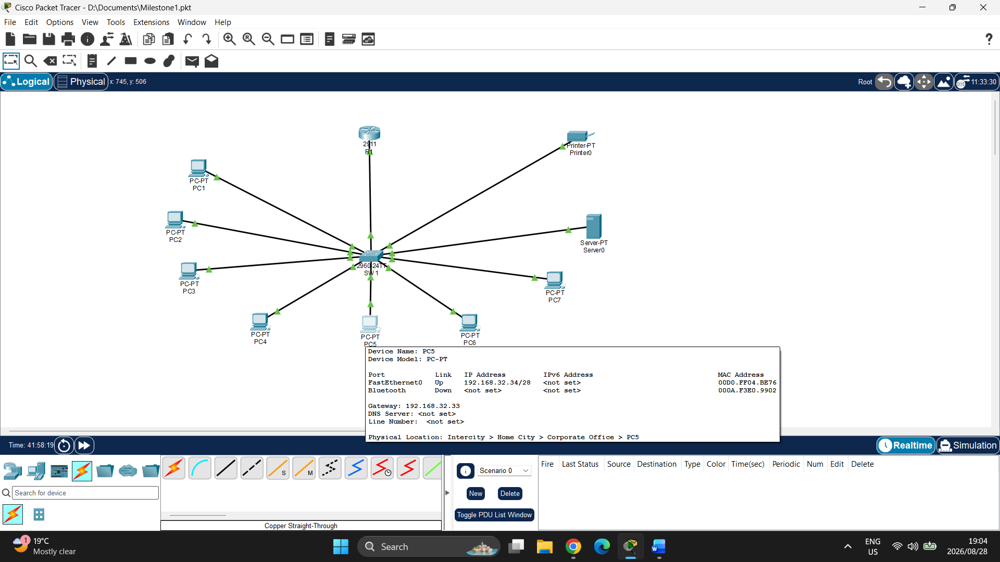 Cisco Packet Tracer - D:\Documents\Milestone1.pkt
File Edit Options View Tools Extensions Window Help
Logical Physical x: 745, y: 506 Root 11:33:30
2911
R1
Printer-PT
Printer0
PC-PT
PC1
PC-PT
PC2
Server-PT
Server0
2960-24TT
SW1
PC-PT
PC3
PC-PT
PC7
PC-PT
PC4
PC-PT
PC5
PC-PT
PC6
Device Name: PC5
Device Model: PC-PT
Port Link IP Address IPv6 Address MAC Address
FastEthernet0 Up 192.168.32.34/28 <not set> 00D0.FF04.BE76
Bluetooth Down <not set> <not set> 000A.F3E0.9902
Gateway: 192.168.32.33
DNS Server: <not set>
Line Number: <not set>
Physical Location: Intercity > Home City > Corporate Office > PC5
Time: 41:58:19 Realtime Simulation
S M
Search for device
Copper Straight-Through
Scenario 0
New Delete
Toggle PDU List Window
Fire Last Status Source Destination Type Color Time(sec) Periodic Num Edit Delete
1
19°C
Mostly clear
Search
ENG
US
19:04
2026/08/28